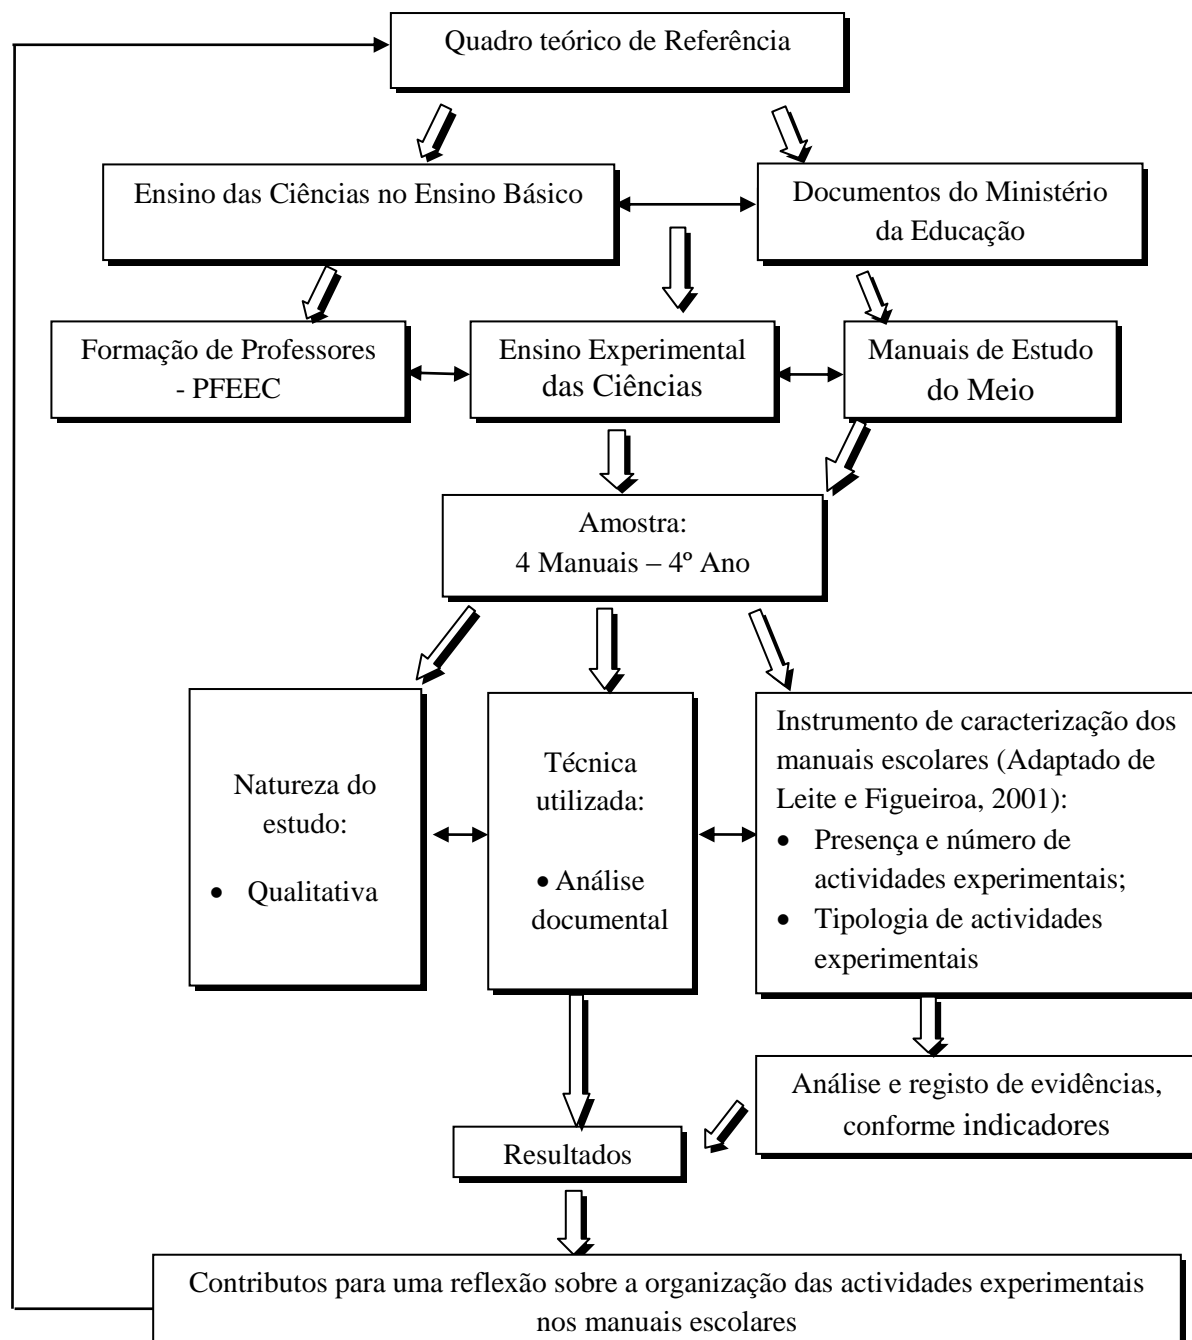 Quadro teórico de Referência
Ensino das Ciências no Ensino Básico
Documentos do Ministério
da Educação
Formação de Professores
- PFEEC
Ensino Experimental
das Ciências
Manuais de Estudo
do Meio
Amostra:
4 Manuais – 4º Ano
Natureza do
estudo:
• Qualitativa
Técnica
utilizada:
• Análise
documental
Instrumento de caracterização dos
manuais escolares (Adaptado de
Leite e Figueiroa, 2001):
• Presença e número de
actividades experimentais;
• Tipologia de actividades
experimentais
Análise e registo de evidências,
conforme indicadores
Resultados
Contributos para uma reflexão sobre a organização das actividades experimentais
nos manuais escolares